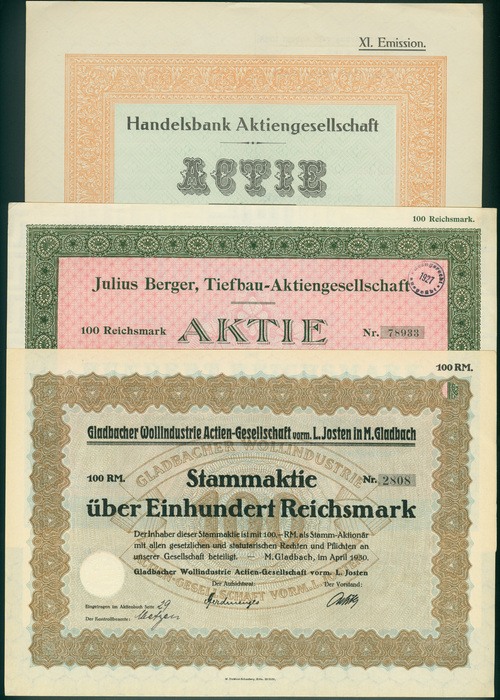 XI. Emission.
Handelsbank Aktiengesellschaft
ACTIE
100 Reichsmark.
Julius Berger, Tiefbau-Aktiengesellschaft
1927
100 Reichsmark AKTIE Nr. 78933
100 RM.
Gladbacher Wollindustrie Actien-Gesellschaft vorm. L. Josten in M. Gladbach
GLADBACHER WOLLINDUSTRIE
100 RM. Stammaktie Nr. 2808
über Einhundert Reichsmark
Der Inhaber dieser Stammaktie ist mit 100.— RM. als Stamm-Aktionär
mit allen gesetzlichen und statutarischen Rechten und Pflichten an
unserer Gesellschaft beteiligt. — M. Gladbach, im April 1930.
Gladbacher Wollindustrie Actien-Gesellschaft vorm. L. Josten
Der Aufsichtsrat: Der Vorstand:
Eingetragen im Aktienbuch Seite 29
Der Kontrollbeamte: